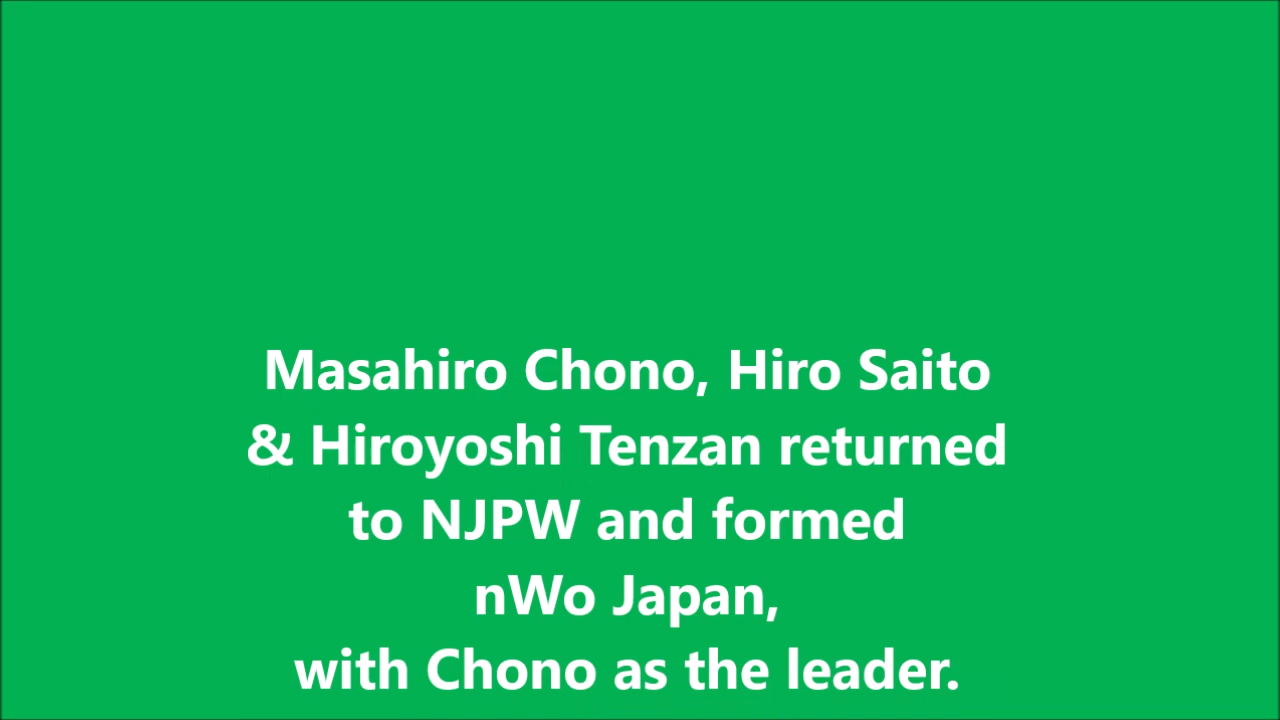 Masahiro Chono, Hiro Saito
& Hiroyoshi Tenzan returned
to NJPW and formed
nWo Japan,
with Chono as the leader.